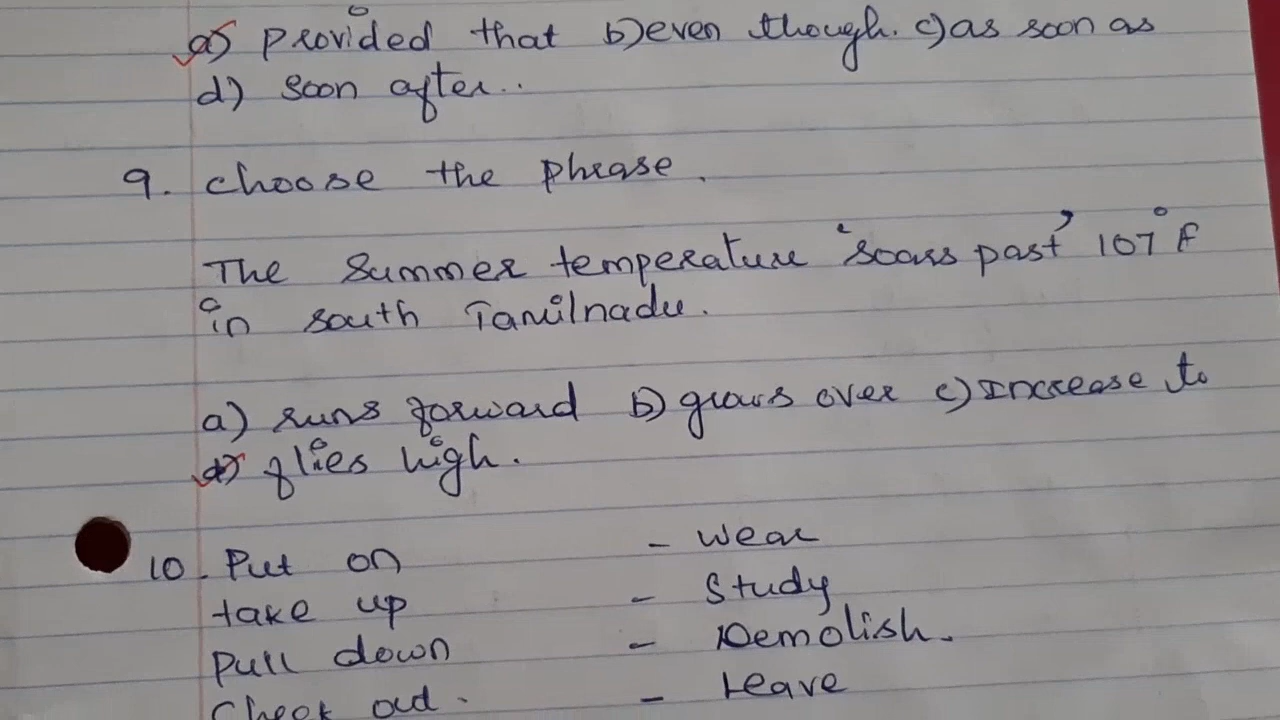 a) provided that b) even though. c) as soon as
d) soon after..
9. choose the phrase.
The summer temperature 'soars past' 107°F
in south Tamilnadu.
a) runs forward b) grows over c) Increase to
d) flies high.
10. Put on - wear
take up - Study
pull down - Demolish.
Check out. - Leave